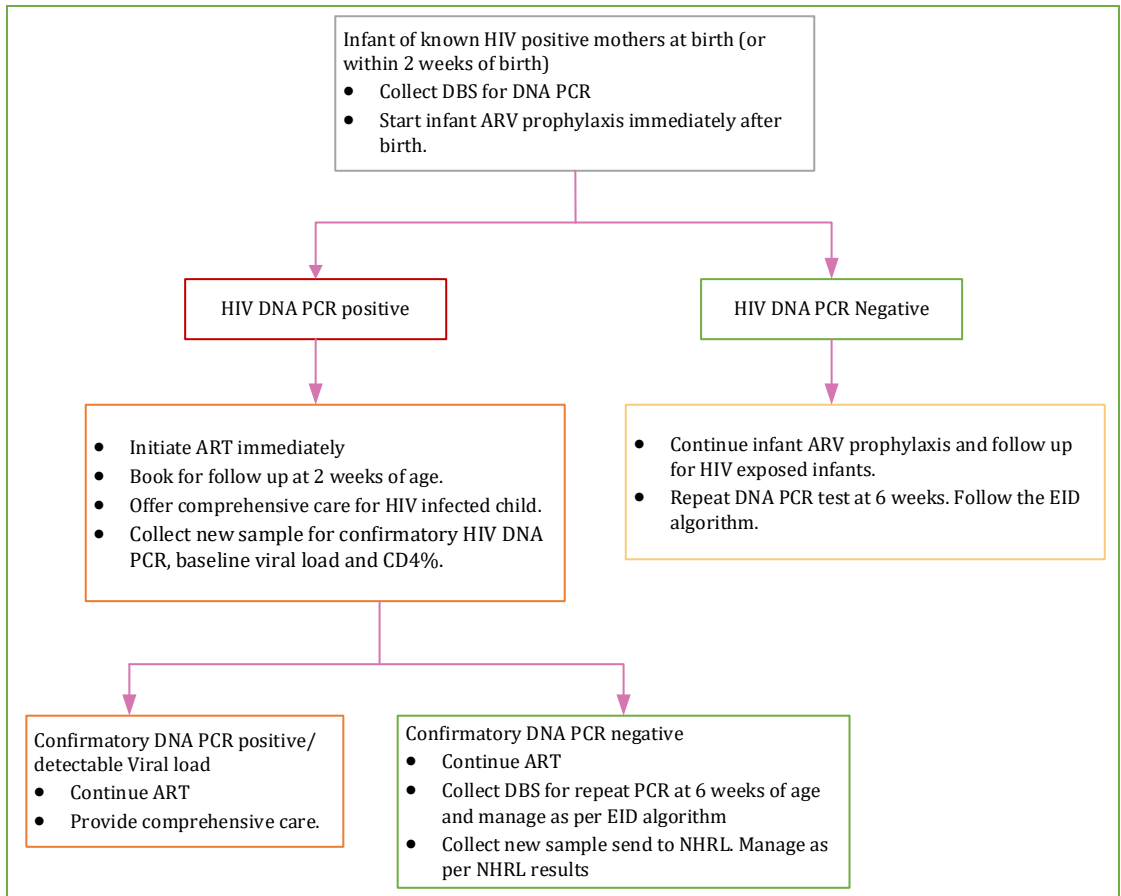 Infant of known HIV positive mothers at birth (or
within 2 weeks of birth)
● Collect DBS for DNA PCR
● Start infant ARV prophylaxis immediately after
birth.
HIV DNA PCR positive
HIV DNA PCR Negative
● Initiate ART immediately
● Book for follow up at 2 weeks of age.
● Offer comprehensive care for HIV infected child.
● Collect new sample for confirmatory HIV DNA
PCR, baseline viral load and CD4%.
● Continue infant ARV prophylaxis and follow up
for HIV exposed infants.
● Repeat DNA PCR test at 6 weeks. Follow the EID
algorithm.
Confirmatory DNA PCR positive/
detectable Viral load
● Continue ART
● Provide comprehensive care.
Confirmatory DNA PCR negative
● Continue ART
● Collect DBS for repeat PCR at 6 weeks of age
and manage as per EID algorithm
● Collect new sample send to NHRL. Manage as
per NHRL results